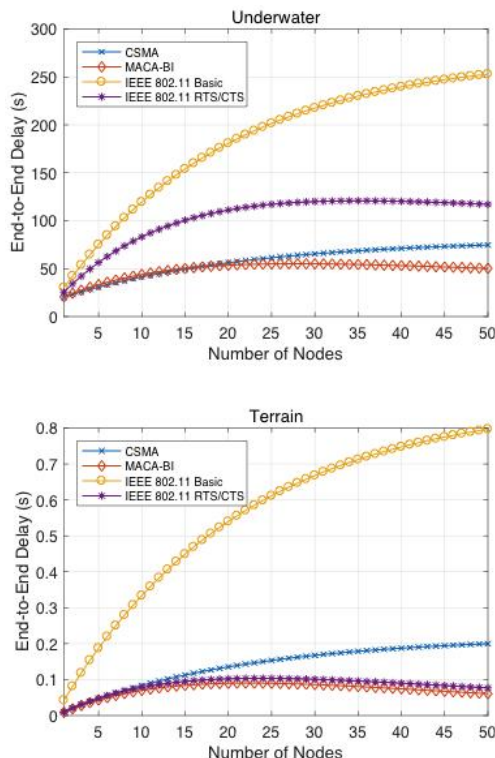 Underwater
300
250
200
150
100
50
0
End-to-End Delay (s)
CSMA
MACA-BI
IEEE 802.11 Basic
IEEE 802.11 RTS/CTS
5 10 15 20 25 30 35 40 45 50
Number of Nodes
Terrain
0.8
0.7
0.6
0.5
0.4
0.3
0.2
0.1
0
End-to-End Delay (s)
CSMA
MACA-BI
IEEE 802.11 Basic
IEEE 802.11 RTS/CTS
5 10 15 20 25 30 35 40 45 50
Number of Nodes